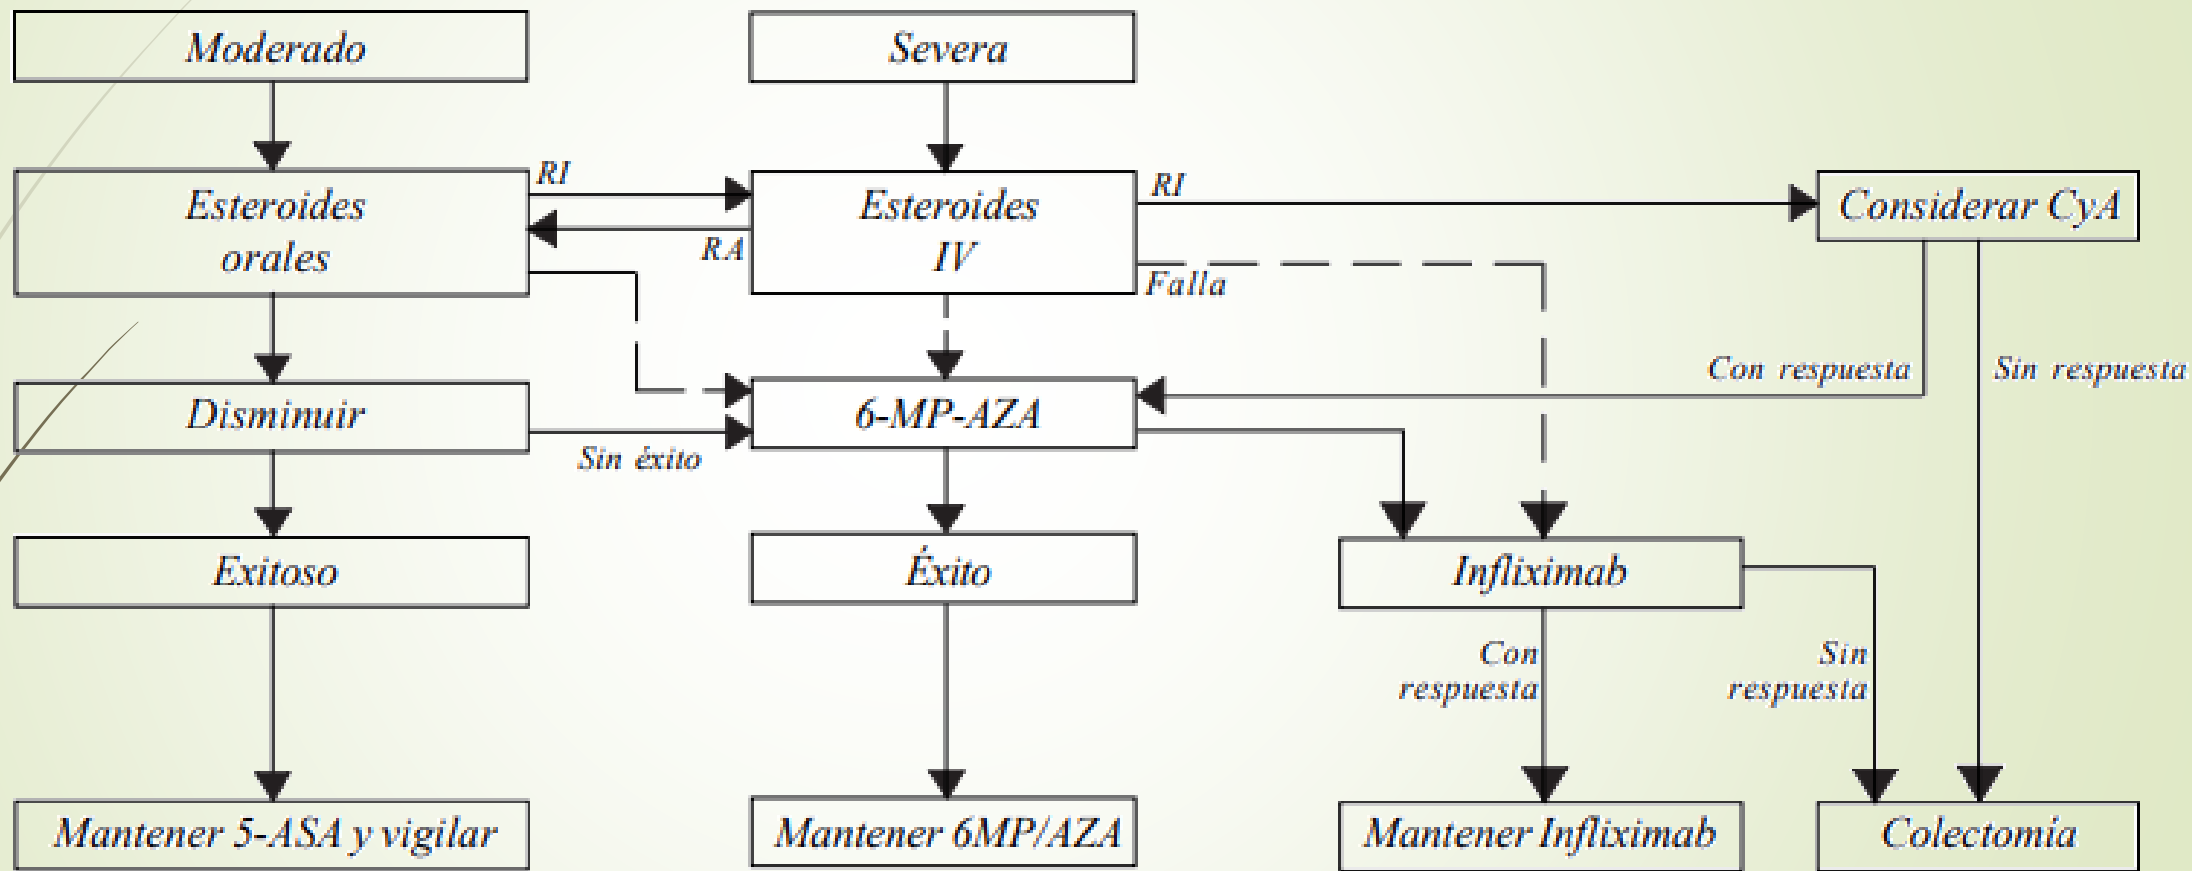 Moderado
Severa
Esteroides
orales
RI
RA
Esteroides
IV
RI
Falla
Considerar CyA
Con respuesta
Sin respuesta
Disminuir
Sin éxito
6-MP-AZA
Exitoso
Éxito
Infliximab
Con
respuesta
Sin
respuesta
Mantener 5-ASA y vigilar
Mantener 6MP/AZA
Mantener Infliximab
Colectomía